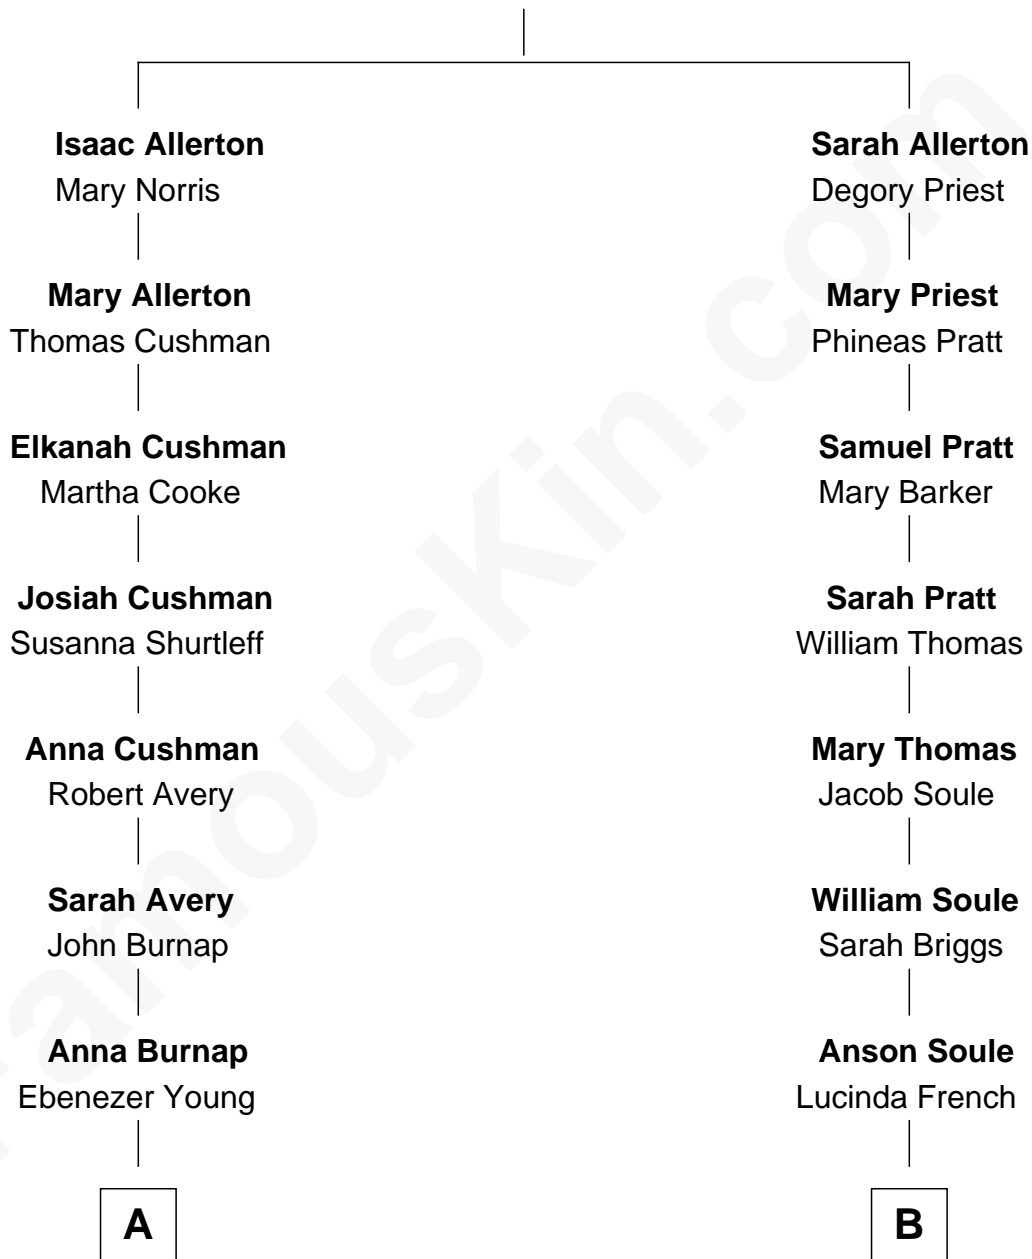 Isaac Allerton
Mary Norris
Sarah Allerton
Degory Priest
Mary Allerton
Thomas Cushman
Mary Priest
Phineas Pratt
Elkanah Cushman
Martha Cooke
Samuel Pratt
Mary Barker
Josiah Cushman
Susanna Shurtleff
Sarah Pratt
William Thomas
Anna Cushman
Robert Avery
Mary Thomas
Jacob Soule
Sarah Avery
John Burnap
William Soule
Sarah Briggs
Anna Burnap
Ebenezer Young
Anson Soule
Lucinda French
A
B
FamousKin.com